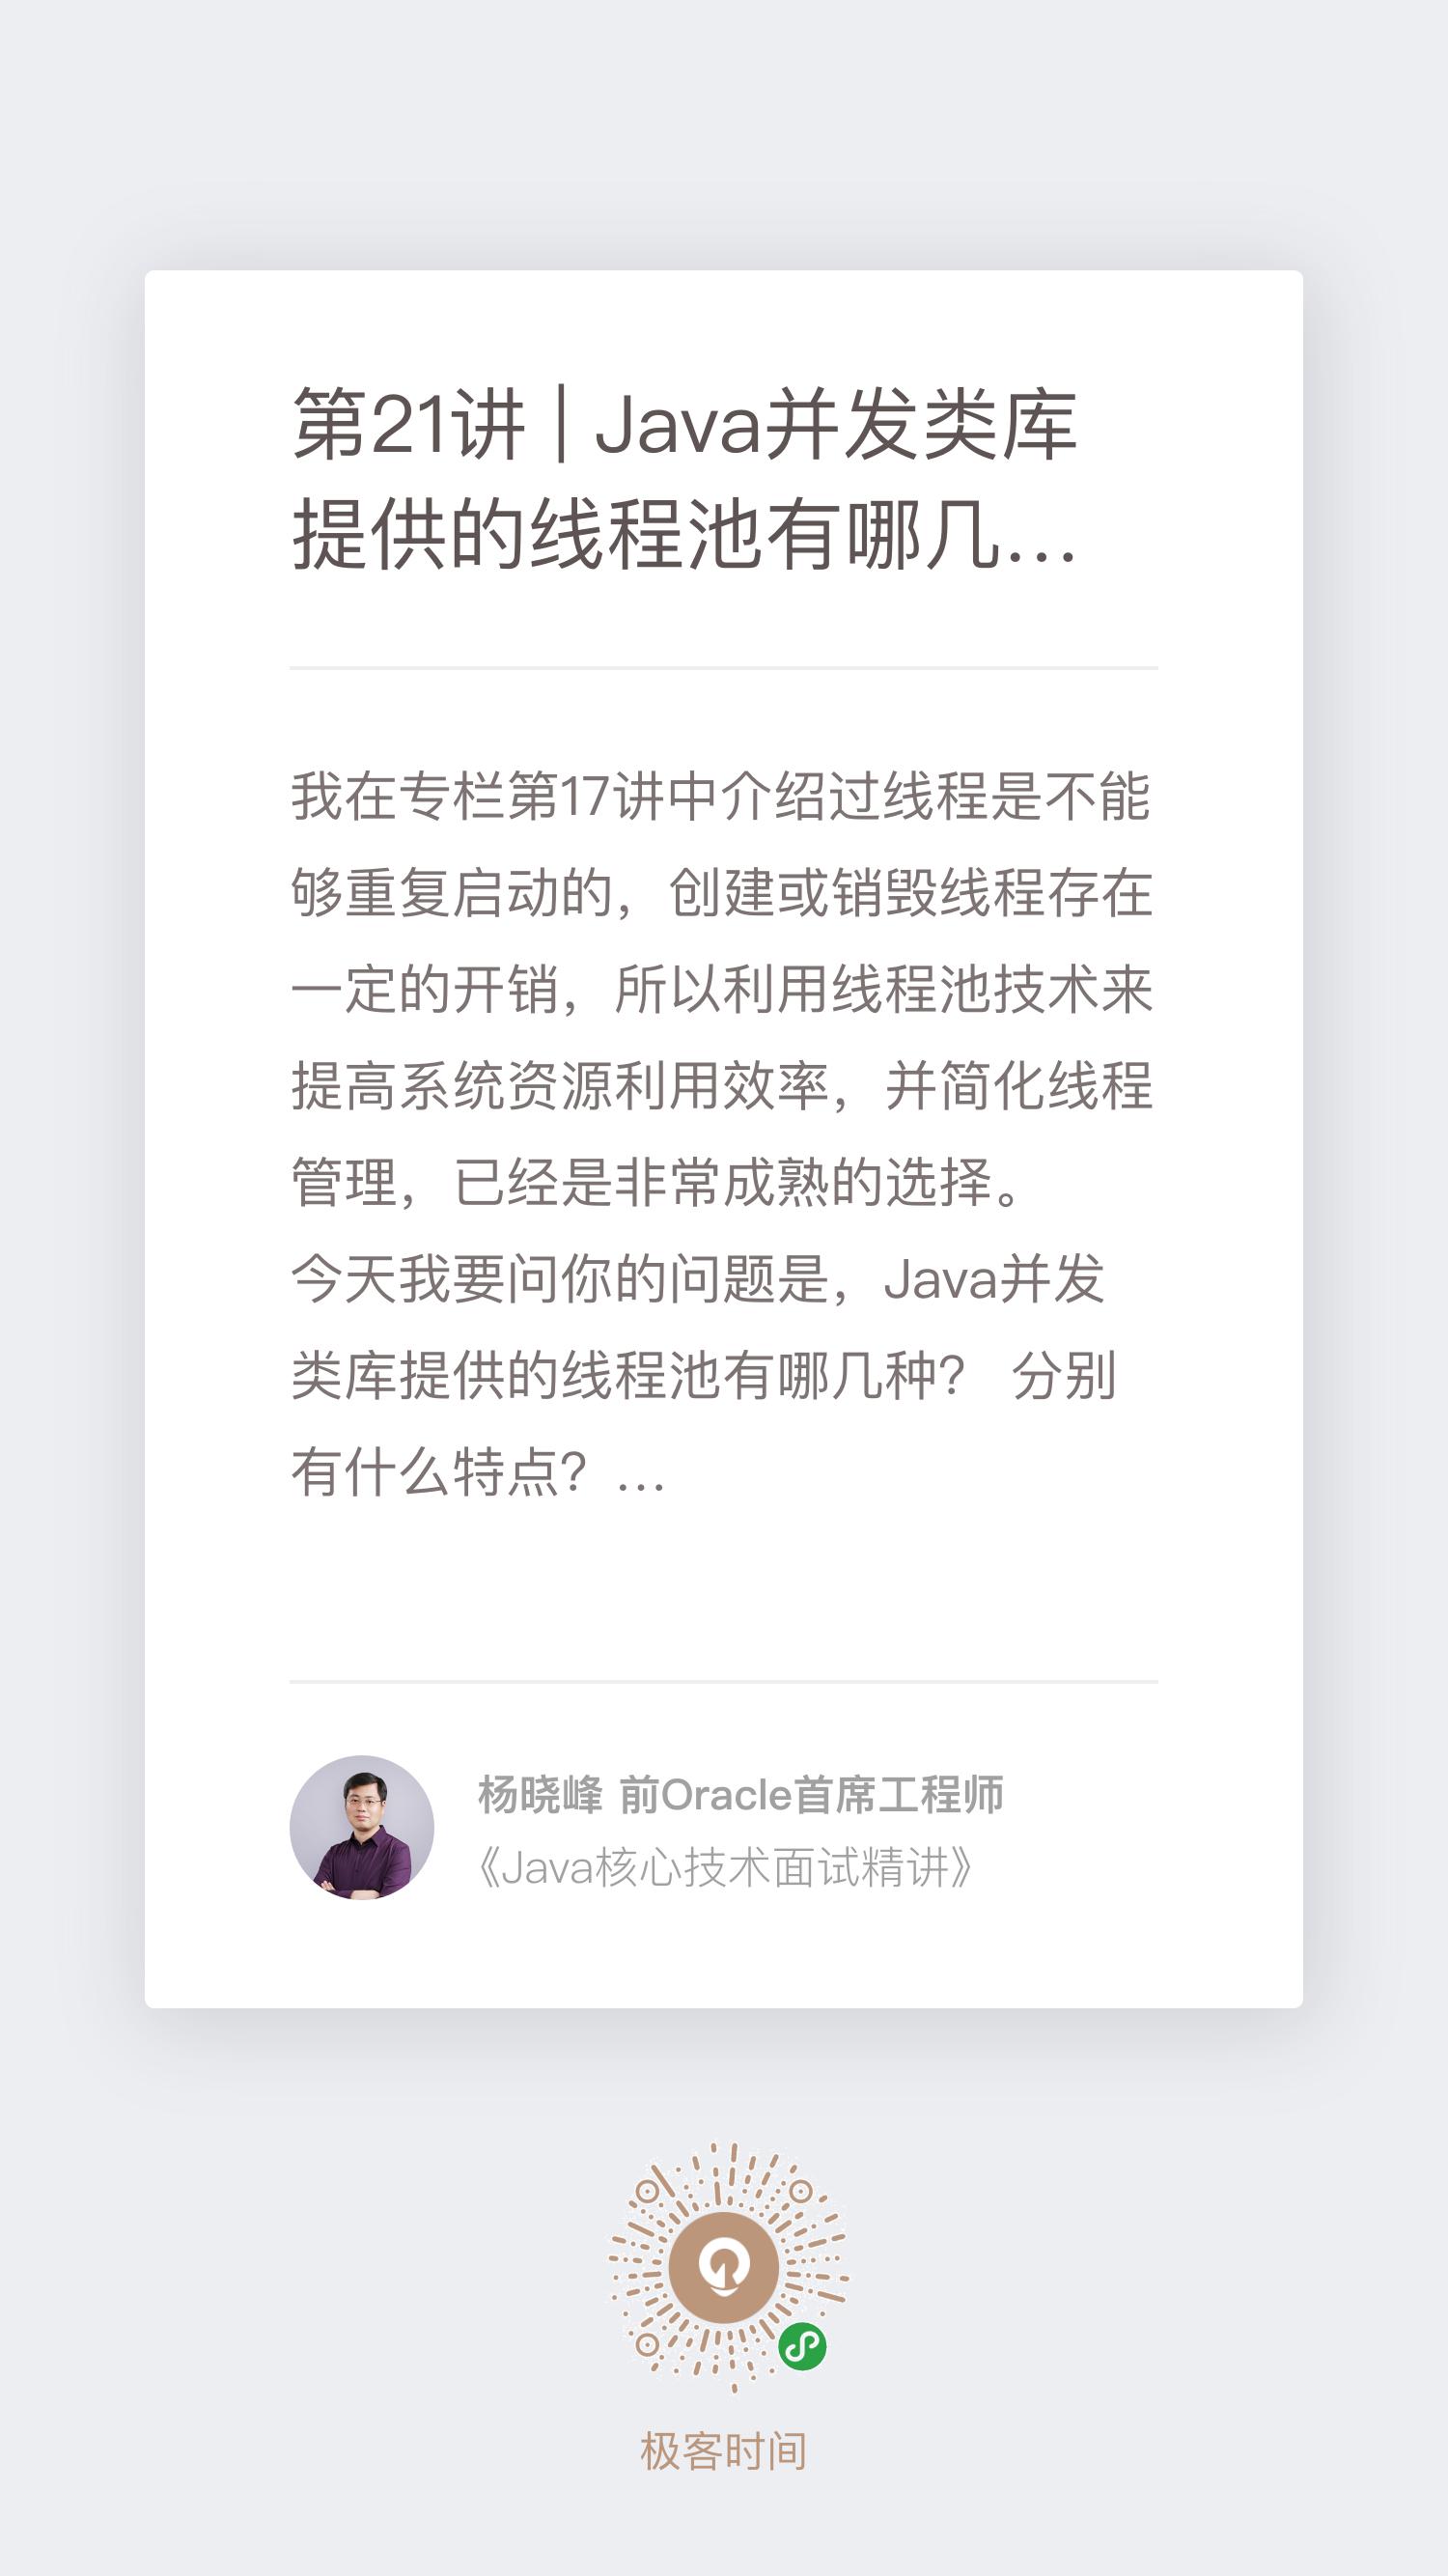 第21讲 | Java并发类库
提供的线程池有哪几…
我在专栏第17讲中介绍过线程是不能
够重复启动的，创建或销毁线程存在
一定的开销，所以利用线程池技术来
提高系统资源利用效率，并简化线程
管理，已经是非常成熟的选择。
今天我要问你的问题是，Java并发
类库提供的线程池有哪几种？ 分别
有什么特点？…
杨晓峰 前Oracle首席工程师
《Java核心技术面试精讲》
极客时间